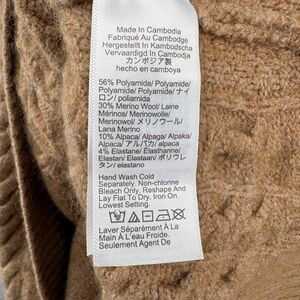 Made In Cambodia
Fabriqué Au Cambodge
Hergestellt In Kambodscha
Vervaardigd In Cambodja
カンボジア製
hecho en camboya
56% Polyamide/ Polyamide/
Polyamide/ Polyamide/ ナイ
ロン/ poliamida
30% Merino Wool/ Laine
Mérinos/ Merinowolle/
Merinowol/ メリノウール/
Lana Merino
10% Alpaca/ Alpaga/ Alpaka/
Alpaca/ アルパカ/ alpaca
4% Elastane/ Élasthanne/
Elastan/ Elastaan/ ポリウレ
タン/ elastano
Hand Wash Cold
Separately. Non-chlorine
Bleach Only. Reshape And
Lay Flat To Dry. Iron On
Lowest Setting.
Laver Séparément À La
Main À L'eau Froide.
Seulement Agent De